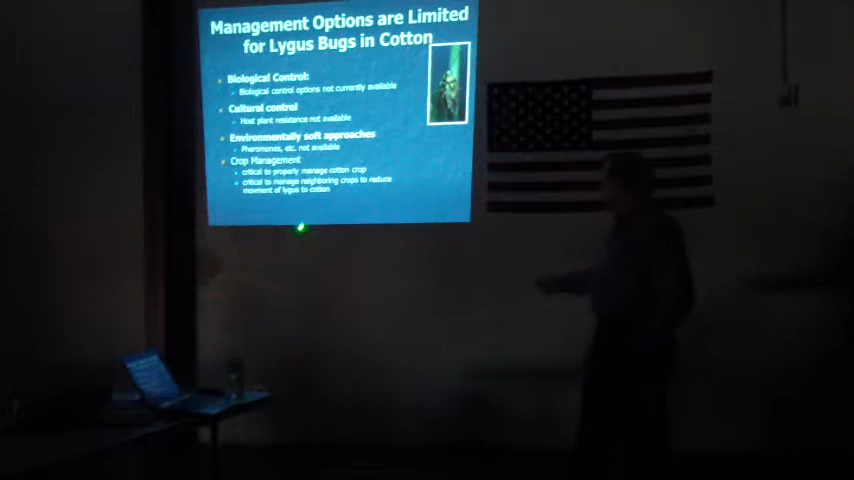 Management Options are Limited
for Lygus Bugs in Cotton
Biological Control:
Biological control options not currently available
Cultural control
Host plant resistance not available
Environmentally soft approaches
Pheromones, etc. not available
Crop Management
critical to properly manage cotton crop
critical to manage neighboring crops to reduce
movment of lygus to cotton